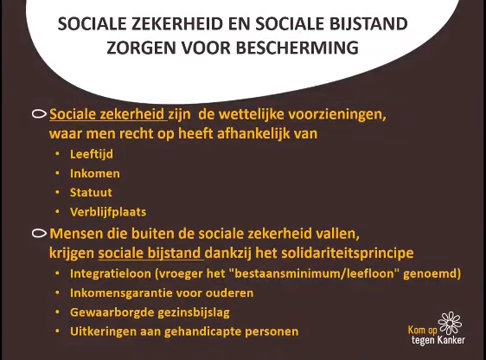 SOCIALE ZEKERHEID EN SOCIALE BIJSTAND
ZORGEN VOOR BESCHERMING
Sociale zekerheid zijn de wettelijke voorzieningen,
waar men recht op heeft afhankelijk van
• Leeftijd
• Inkomen
• Statuut
• Verblijfplaats
Mensen die buiten de sociale zekerheid vallen,
krijgen sociale bijstand dankzij het solidariteitsprincipe
• Integratieloon (vroeger het "bestaansminimum/leefloon" genoemd)
• Inkomensgarantie voor ouderen
• Gewaarborgde gezinsbijslag
• Uitkeringen aan gehandicapte personen
Kom op
tegen Kanker